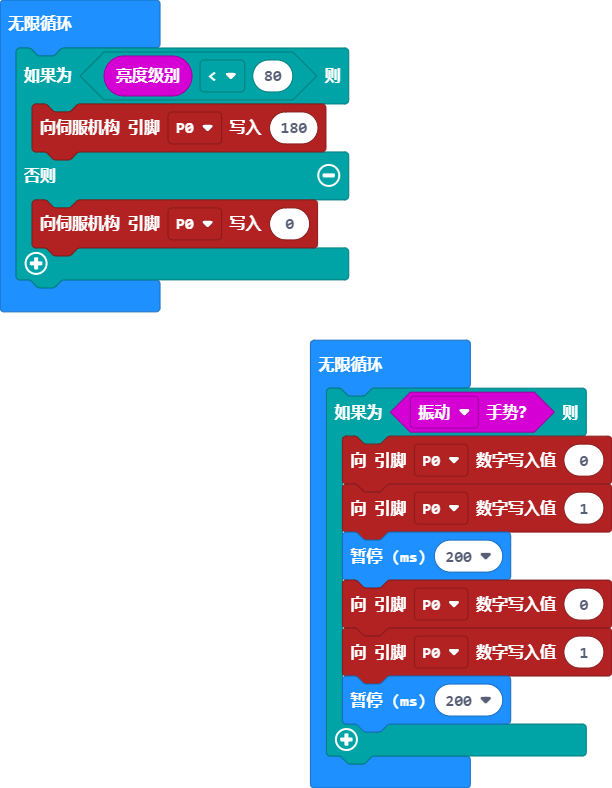 无限循环
如果为 亮度级别 < 80 则
向伺服机构 引脚 P0 写入 180
否则
向伺服机构 引脚 P0 写入 0
无限循环
如果为 振动 手势? 则
向 引脚 P0 数字写入值 0
向 引脚 P0 数字写入值 1
暂停 (ms) 200
向 引脚 P0 数字写入值 0
向 引脚 P0 数字写入值 1
暂停 (ms) 200